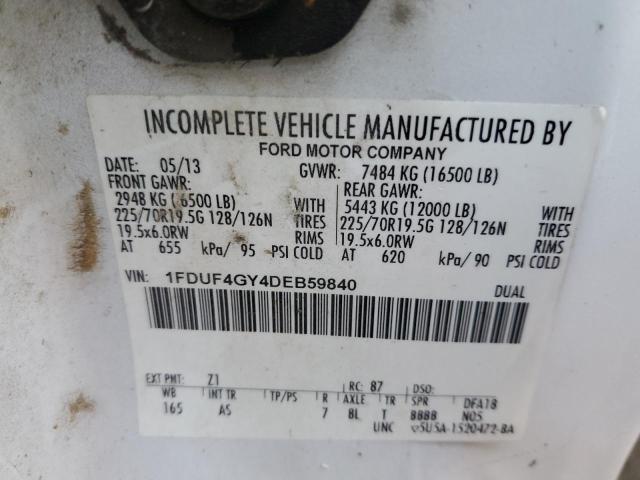 INCOMPLETE VEHICLE MANUFACTURED BY
FORD MOTOR COMPANY
DATE: 05/13 GVWR: 7484 KG (16500 LB)
FRONT GAWR: REAR GAWR:
2948 KG (6500 LB) WITH 5443 KG (12000 LB) WITH
225/70R19.5G 128/126N TIRES 225/70R19.5G 128/126N TIRES
19.5x6.0RW RIMS 19.5x6.0RW RIMS
AT 655 kPa/ 95 PSI COLD AT 620 kPa/ 90 PSI COLD
VIN: 1FDUF4GY4DEB59840 DUAL
EXT PMT: Z1 RC: 87 DSO:
WB INT TR TP/PS R AXLE TR SPR DFA18
165 AS 7 8L T BBBB N05
UNC ▽5U5A-1520472-BA